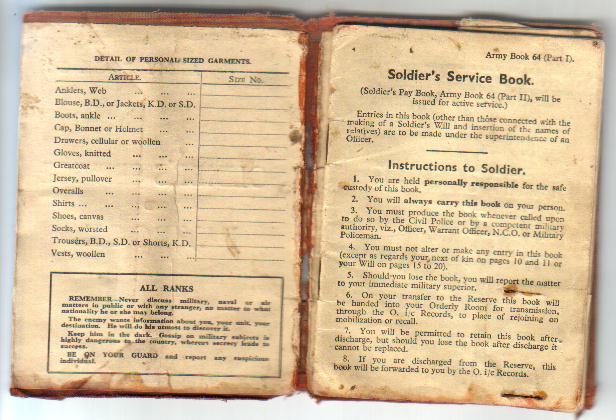 DETAIL OF PERSONAL SIZED GARMENTS.
ARTICLE. SIZE NO.
Anklets, Web ... ... ...
Blouse, B.D., or Jackets, K.D. or S.D.
Boots, ankle ... ... ... ...
Cap, Bonnet or Helmet ... ...
Drawers, cellular or woollen
Gloves, knitted ... ... ...
Greatcoat ... ... ...
Jersey, pullover ... ...
Overalls ... ... ...
Shirts ... ... ... ...
Shoes, canvas ... ...
Socks, worsted ... ...
Trousers, B.D., S.D. or Shorts, K.D.
Vests, woollen ... ... ...
ALL RANKS
REMEMBER—Never discuss military, naval or air
matters in public or with any stranger, no matter to what
nationality he or she may belong.
The enemy wants information about you, your unit, your
destination. He will do his utmost to discover it.
Keep him in the dark. Gossip on military subjects is
highly dangerous to the country, whereas secrecy leads to
success.
BE ON YOUR GUARD and report any suspicious
individual.
Army Book 64 (Part I).
Soldier's Service Book.
(Soldier's Pay Book, Army Book 64 (Part II), will be
issued for active service.)
Entries in this book (other than those connected with the
making of a Soldier's Will and insertion of the names of
relatives) are to be made under the superintendence of an
Officer.
Instructions to Soldier.
1. You are held personally responsible for the safe
custody of this book.
2. You will always carry this book on your person.
3. You must produce the book whenever called upon
to do so by the Civil Police or by a competent military
authority, viz., Officer, Warrant Officer, N.C.O. or Military
Policeman.
4. You must not alter or make any entry in this book
(except as regards your next of kin on pages 10 and 11 or
your Will on pages 15 to 20).
5. Should you lose the book, you will report the matter
to your immediate military superior.
6. On your transfer to the Reserve this book will
be handed into your Orderly Room for transmission,
through the O. i/c Records, to place of rejoining on
mobilization or recall.
7. You will be permitted to retain this book after
discharge, but should you lose the book after discharge it
cannot be replaced.
8. If you are discharged from the Reserve, this
book will be forwarded to you by the O. i/c Records.